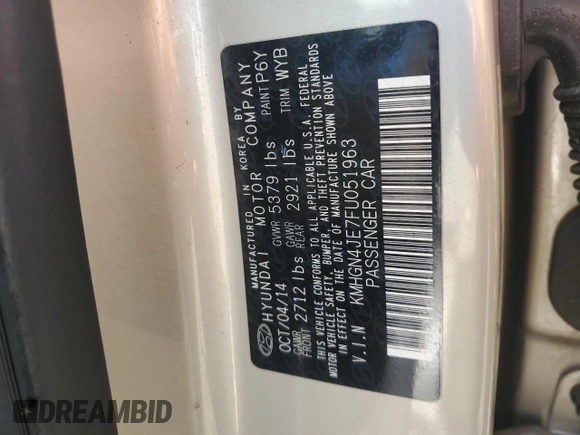 MANUFACTURED IN KOREA BY
HYUNDAI MOTOR COMPANY
OCT/04/14 GVWR 5379 lbs PAINT P6Y
GAWR FRONT 2712 lbs GAWR REAR 2921 lbs TRIM WYB
THIS VEHICLE CONFORMS TO ALL APPLICABLE U.S.A. FEDERAL
MOTOR VEHICLE SAFETY, BUMPER, AND THEFT PREVENTION STANDARDS
IN EFFECT ON THE DATE OF MANUFACTURE SHOWN ABOVE
V.I.N KMHGN4JE7FU051963
PASSENGER CAR
DREAMBID